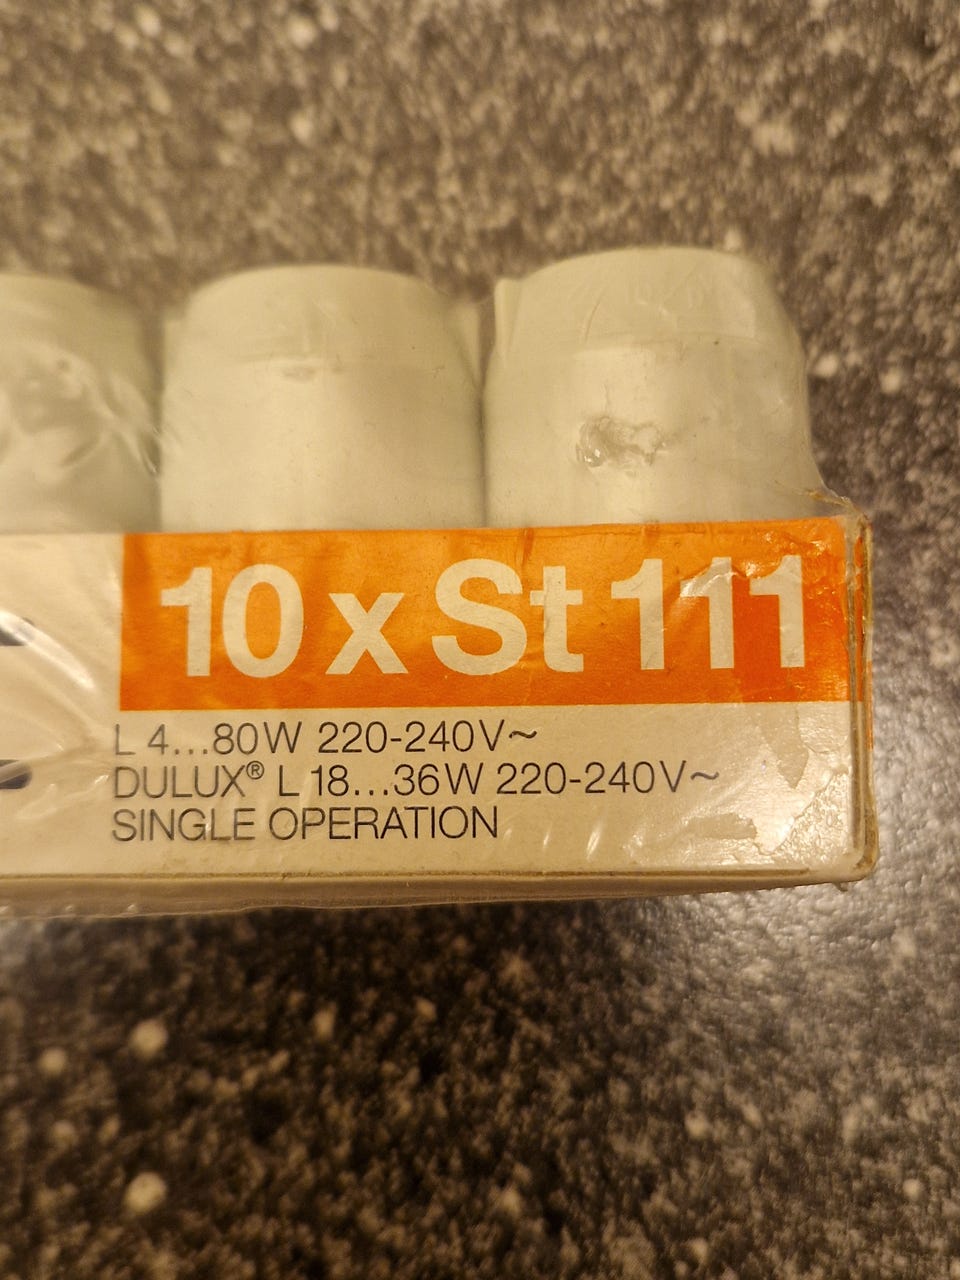 10 x St 111
L 4...80W 220-240V~
DULUX® L 18...36W 220-240V~
SINGLE OPERATION